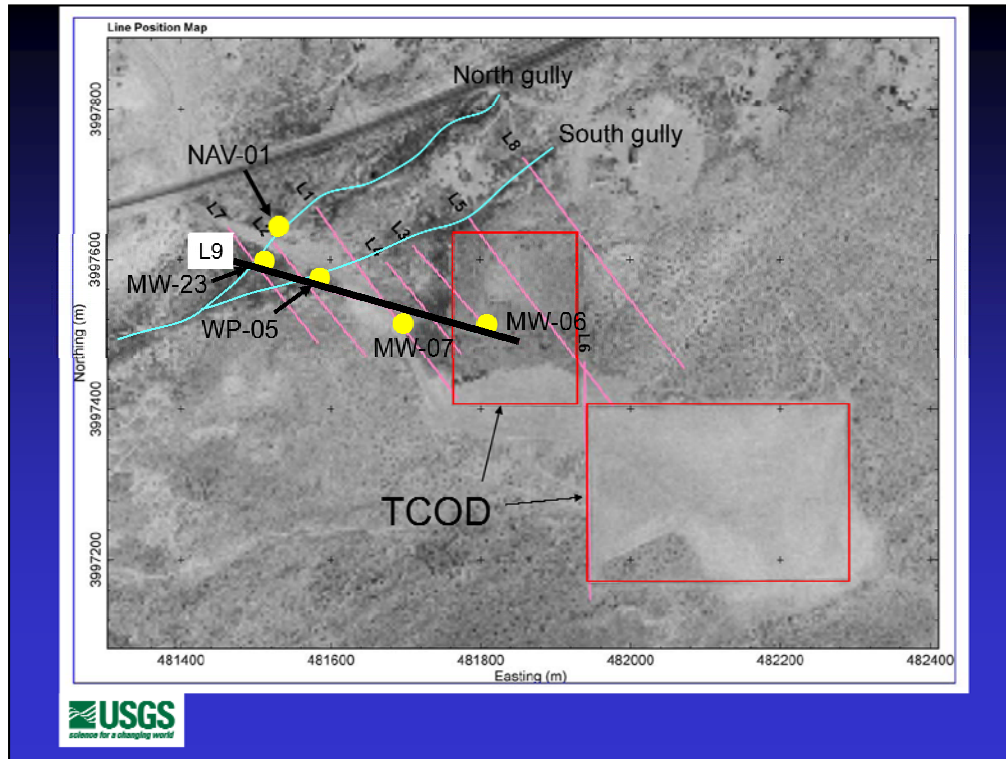 Line Position Map
North gully
South gully
NAV-01
L1
L8
L7
L2
L5
L3
L4
L9
MW-23
WP-05
MW-06
MW-07
L6
TCOD
3997800
3997600
3997400
3997200
Northing (m)
481400
481600
481800
482000
482200
482400
Easting (m)
USGS
science for a changing world